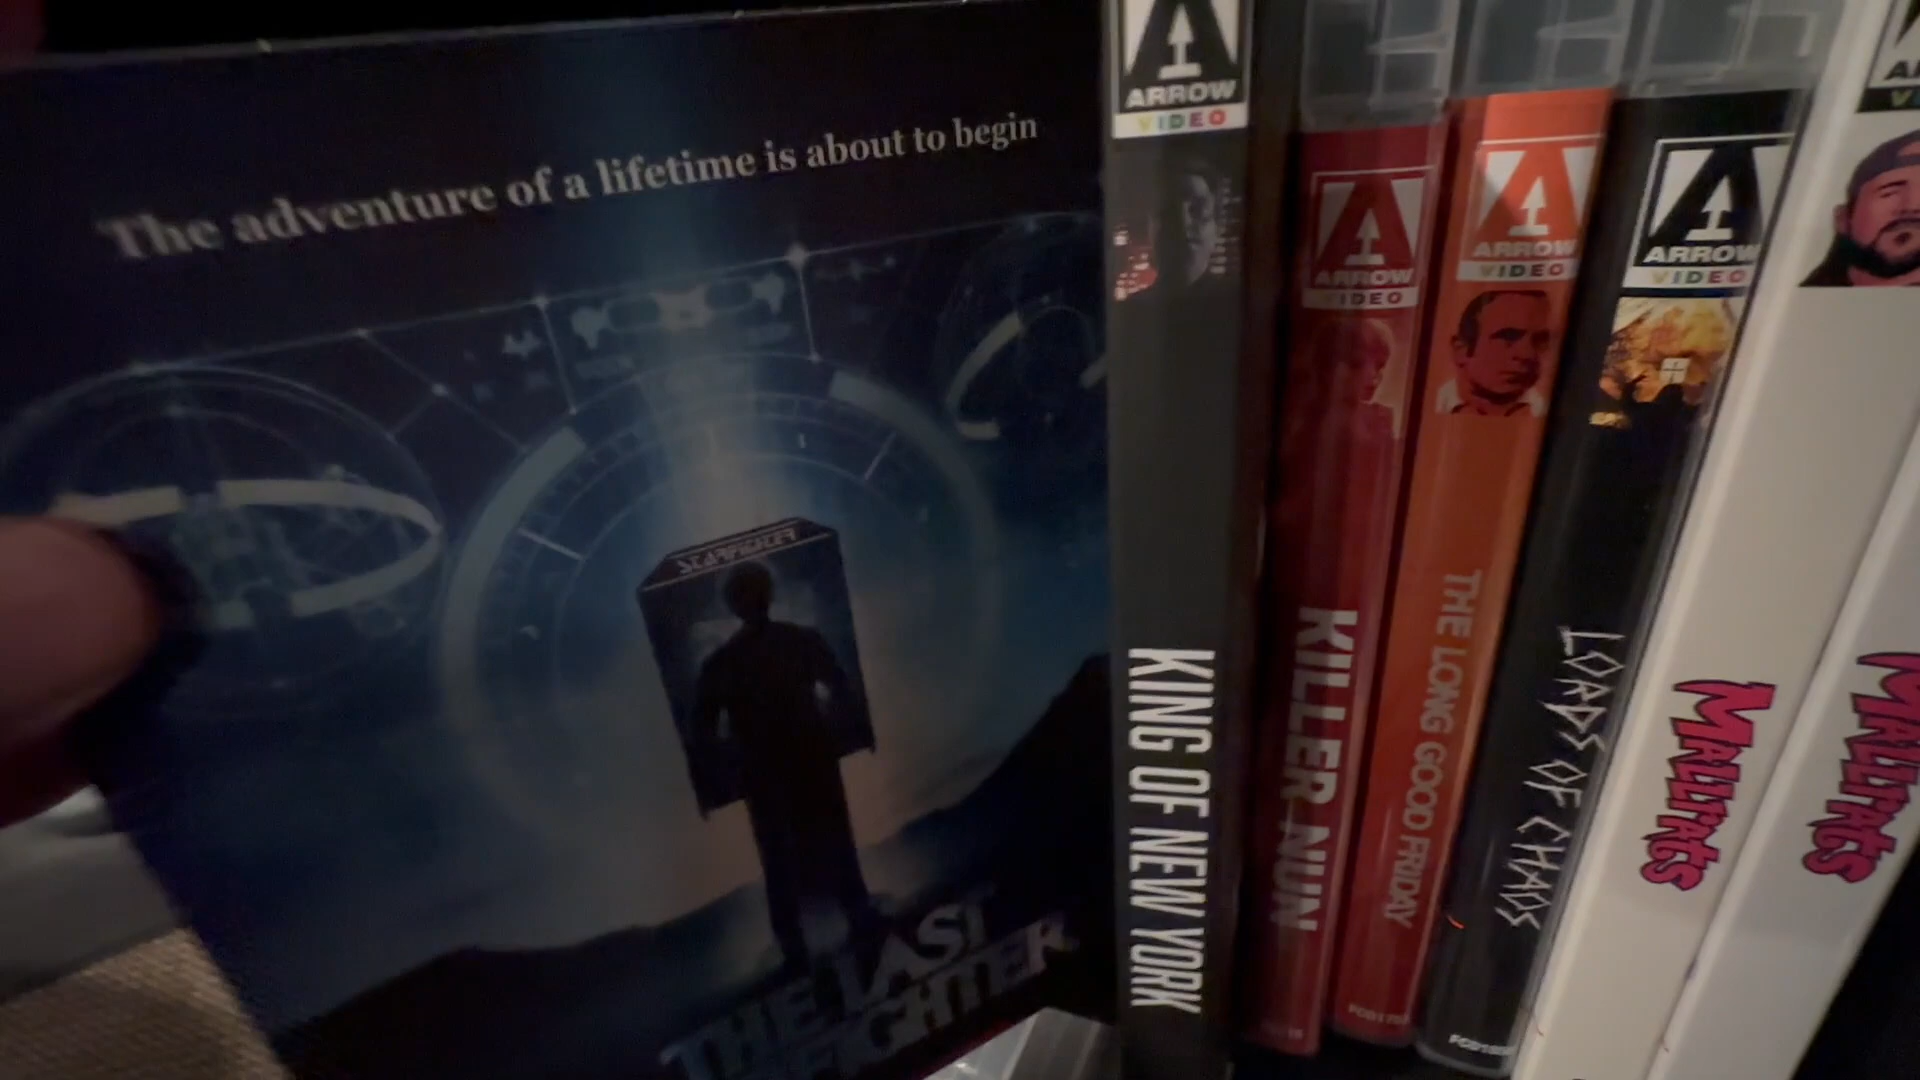 The adventure of a lifetime is about to begin
STARFIGHTER
THE LAST
FIGHTER
ARROW
VIDEO
KING OF NEW YORK
ARROW
VIDEO
KILLER NUN
ARROW
VIDEO
THE LONG GOOD FRIDAY
ARROW
VIDEO
LORDS OF CHAOS
MALLRATS
MALLRATS